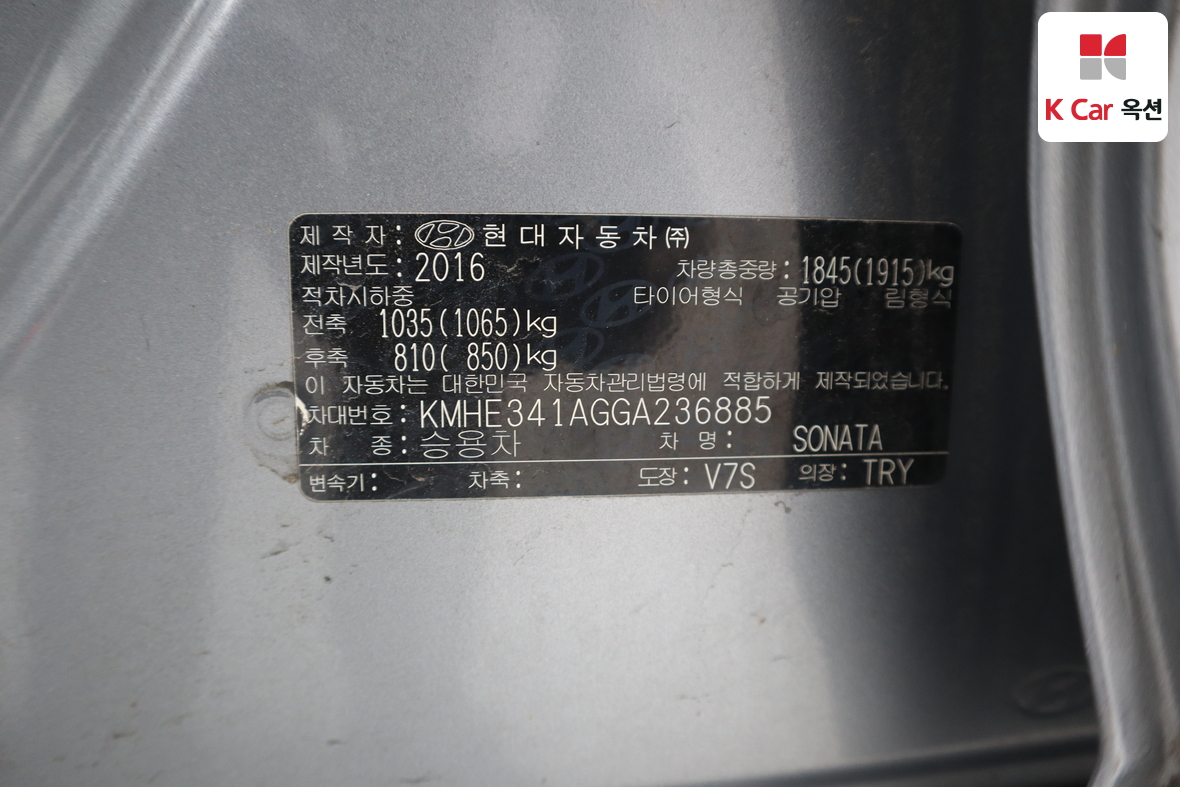 K Car 옥션
제 작 자 : 현 대 자 동 차 ㈜
제작년도 : 2016 차량총중량 : 1845(1915)kg
적차시하중 타이어형식 공기압 림형식
전축 1035(1065)kg
후축 810( 850)kg
이 자동차는 대한민국 자동차관리법령에 적합하게 제작되었습니다.
차대번호 : KMHE341AGGA236885
차 종 : 승용차 차 명 : SONATA
변속기 : 차축 : 도장 : V7S 의장 : TRY